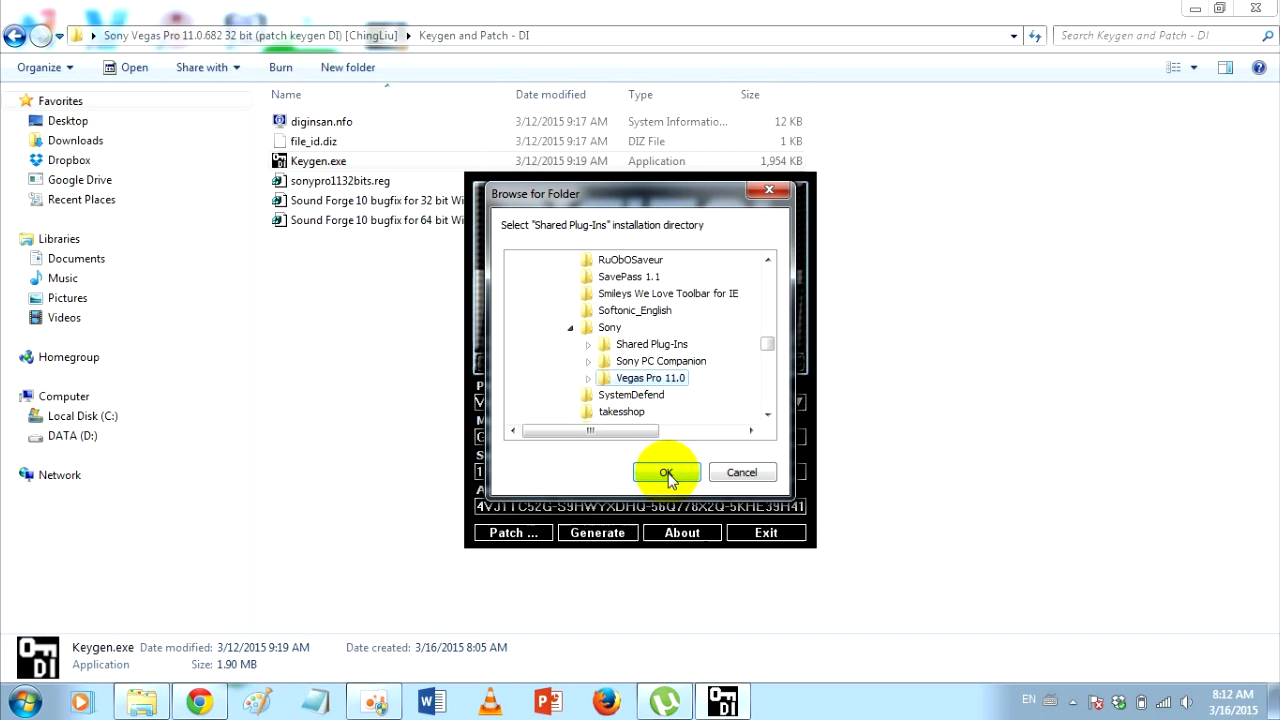 Sony Vegas Pro 11.0.682 32 bit (patch keygen DI) [ChingLiu] Keygen and Patch - DI Search Keygen and Patch - DI
Organize Open Share with Burn New folder
Name Date modified Type Size
Favorites
Desktop
Downloads
Dropbox
Google Drive
Recent Places
Libraries
Documents
Music
Pictures
Videos
Homegroup
Computer
Local Disk (C:)
DATA (D:)
Network
diginsan.nfo 3/12/2015 9:17 AM System Informatio... 12 KB
file_id.diz 3/12/2015 9:17 AM DIZ File 1 KB
Keygen.exe 3/12/2015 9:19 AM Application 1,954 KB
sonypro1132bits.reg
Sound Forge 10 bugfix for 32 bit Wi
Sound Forge 10 bugfix for 64 bit Wi
Browse for Folder
Select "Shared Plug-Ins" installation directory
RuObOSaveur
SavePass 1.1
Smileys We Love Toolbar for IE
Softonic_English
Sony
Shared Plug-Ins
Sony PC Companion
Vegas Pro 11.0
SystemDefend
takesshop
OK Cancel
Patch ... Generate About Exit
Keygen.exe Date modified: 3/12/2015 9:19 AM Date created: 3/16/2015 8:05 AM
Application Size: 1.90 MB
EN 8:12 AM
3/16/2015